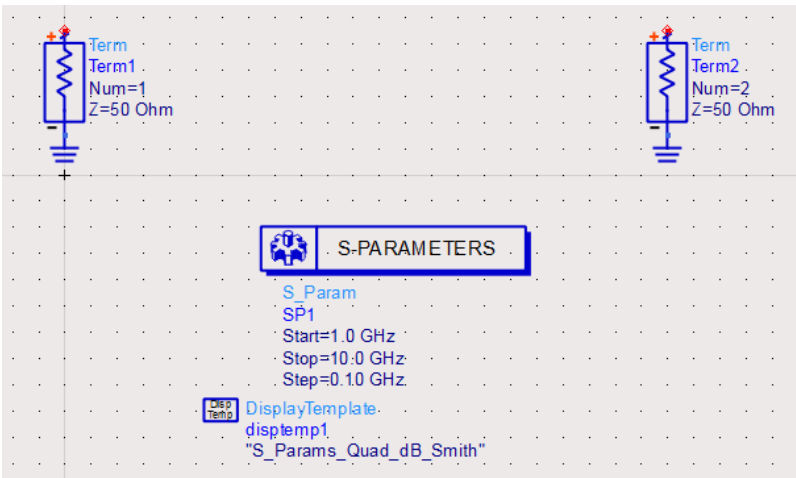 Term
Term1
Num=1
Z=50 Ohm
Term
Term2
Num=2
Z=50 Ohm
S-PARAMETERS
S_Param
SP1
Start=1.0 GHz
Stop=10.0 GHz
Step=0.10 GHz
Disp
Temp
DisplayTemplate
disptemp1
"S_Params_Quad_dB_Smith"